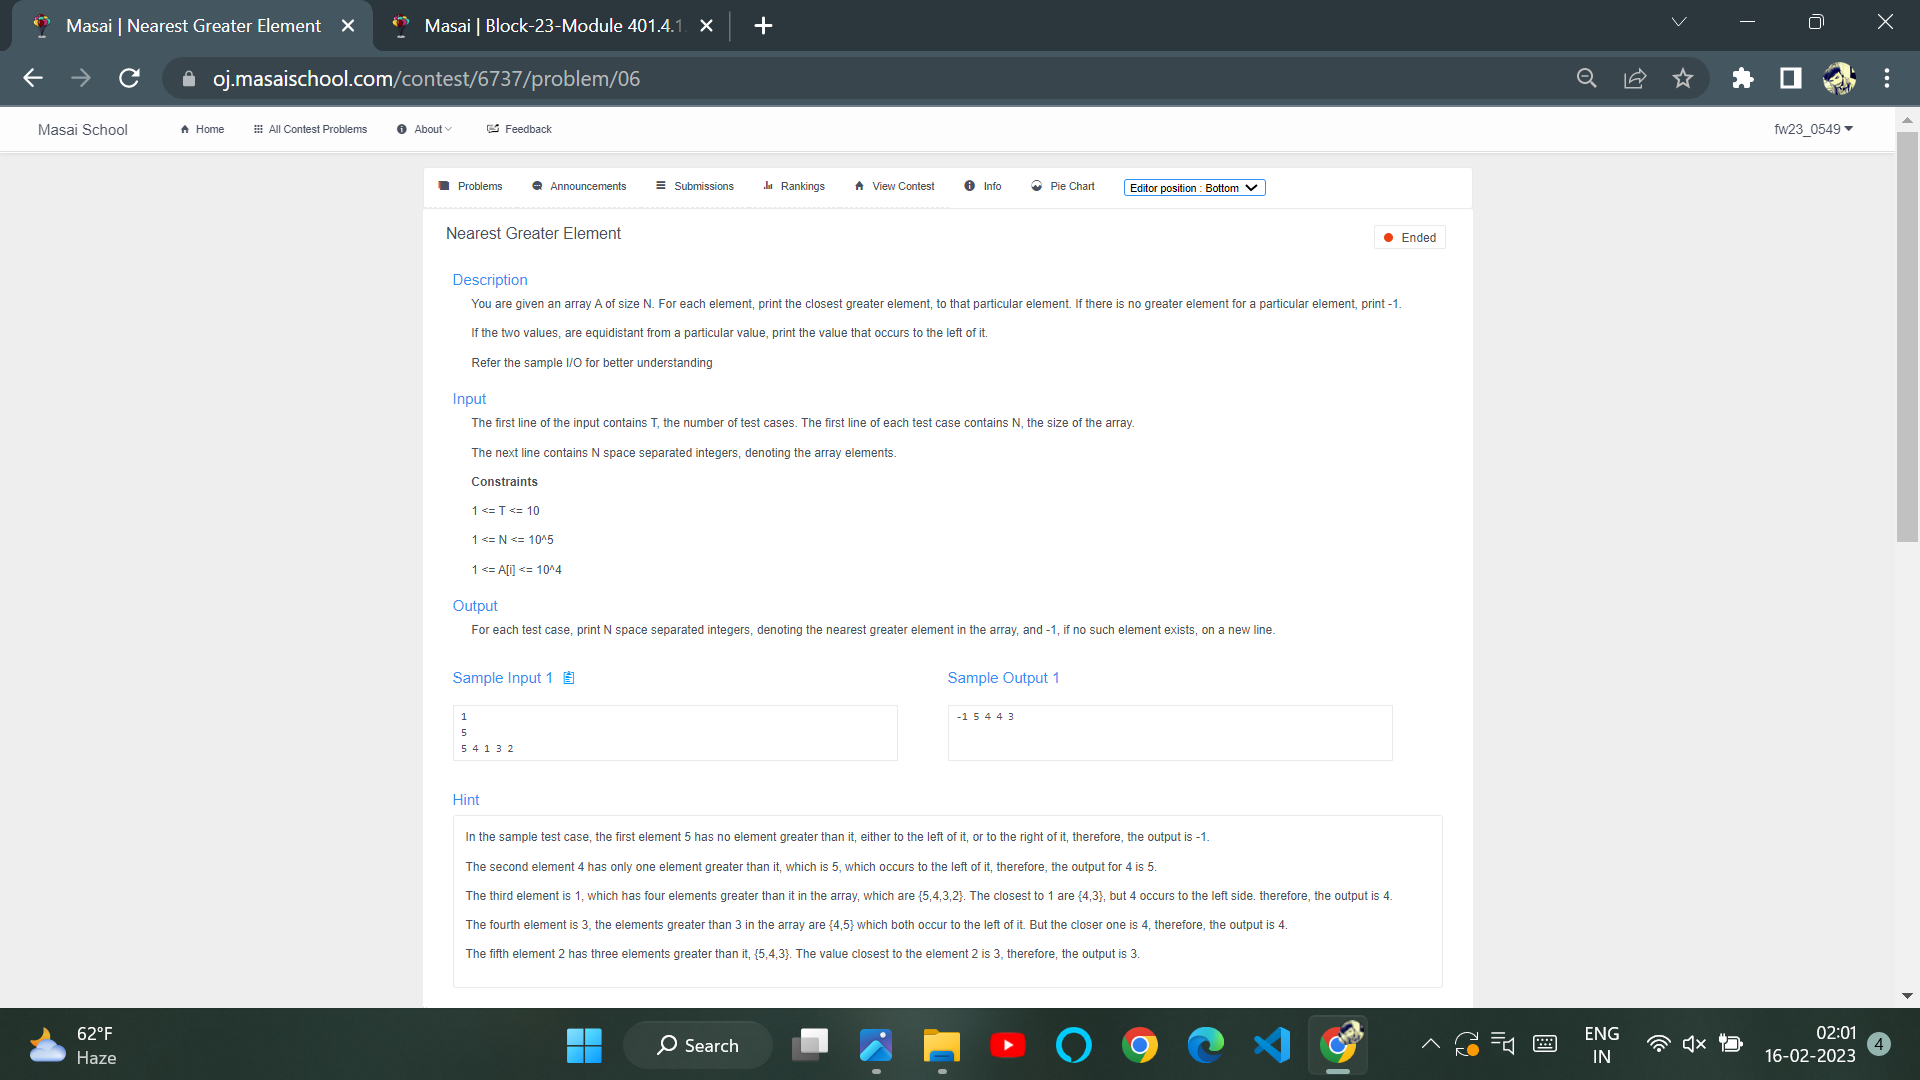 Masai | Nearest Greater Element
Masai | Block-23-Module 401.4.1
oj.masaischool.com/contest/6737/problem/06
Masai School
Home
All Contest Problems
About
Feedback
fw23_0549
Problems
Announcements
Submissions
Rankings
View Contest
Info
Pie Chart
Editor position : Bottom
Nearest Greater Element
Ended
Description
You are given an array A of size N. For each element, print the closest greater element, to that particular element. If there is no greater element for a particular element, print -1.
If the two values, are equidistant from a particular value, print the value that occurs to the left of it.
Refer the sample I/O for better understanding
Input
The first line of the input contains T, the number of test cases. The first line of each test case contains N, the size of the array.
The next line contains N space separated integers, denoting the array elements.
Constraints
1 <= T <= 10
1 <= N <= 10^5
1 <= A[i] <= 10^4
Output
For each test case, print N space separated integers, denoting the nearest greater element in the array, and -1, if no such element exists, on a new line.
Sample Input 1
1
5
5 4 1 3 2
Sample Output 1
-1 5 4 4 3
Hint
In the sample test case, the first element 5 has no element greater than it, either to the left of it, or to the right of it, therefore, the output is -1.
The second element 4 has only one element greater than it, which is 5, which occurs to the left of it, therefore, the output for 4 is 5.
The third element is 1, which has four elements greater than it in the array, which are {5,4,3,2}. The closest to 1 are {4,3}, but 4 occurs to the left side. therefore, the output is 4.
The fourth element is 3, the elements greater than 3 in the array are {4,5} which both occur to the left of it. But the closer one is 4, therefore, the output is 4.
The fifth element 2 has three elements greater than it, {5,4,3}. The value closest to the element 2 is 3, therefore, the output is 3.
62°F
Haze
Search
ENG
IN
02:01
16-02-2023
4